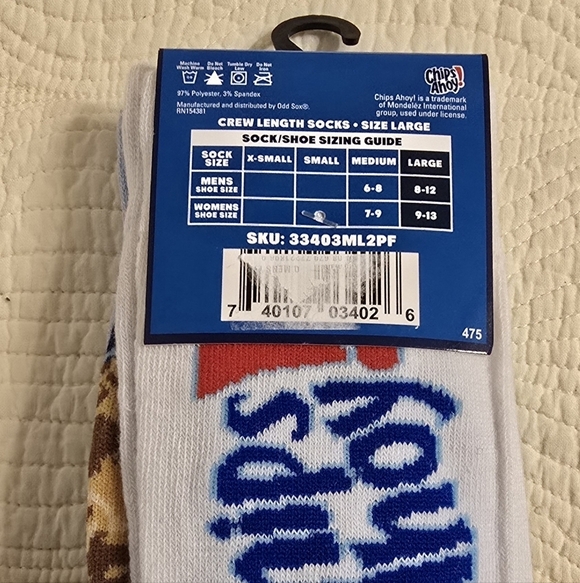 Machine Wash Warm
Do Not Bleach
Tumble Dry Low
Do Not Iron
Chips Ahoy!
97% Polyester, 3% Spandex
Manufactured and distributed by Odd Sox®.
RN154381
Chips Ahoy! is a trademark
of Mondelēz International
group, used under license.
CREW LENGTH SOCKS • SIZE LARGE
SOCK/SHOE SIZING GUIDE
SOCK SIZE X-SMALL SMALL MEDIUM LARGE
MENS SHOE SIZE 6-8 8-12
WOMENS SHOE SIZE 7-9 9-13
SKU: 33403ML2PF
7 40107 03402 6
475